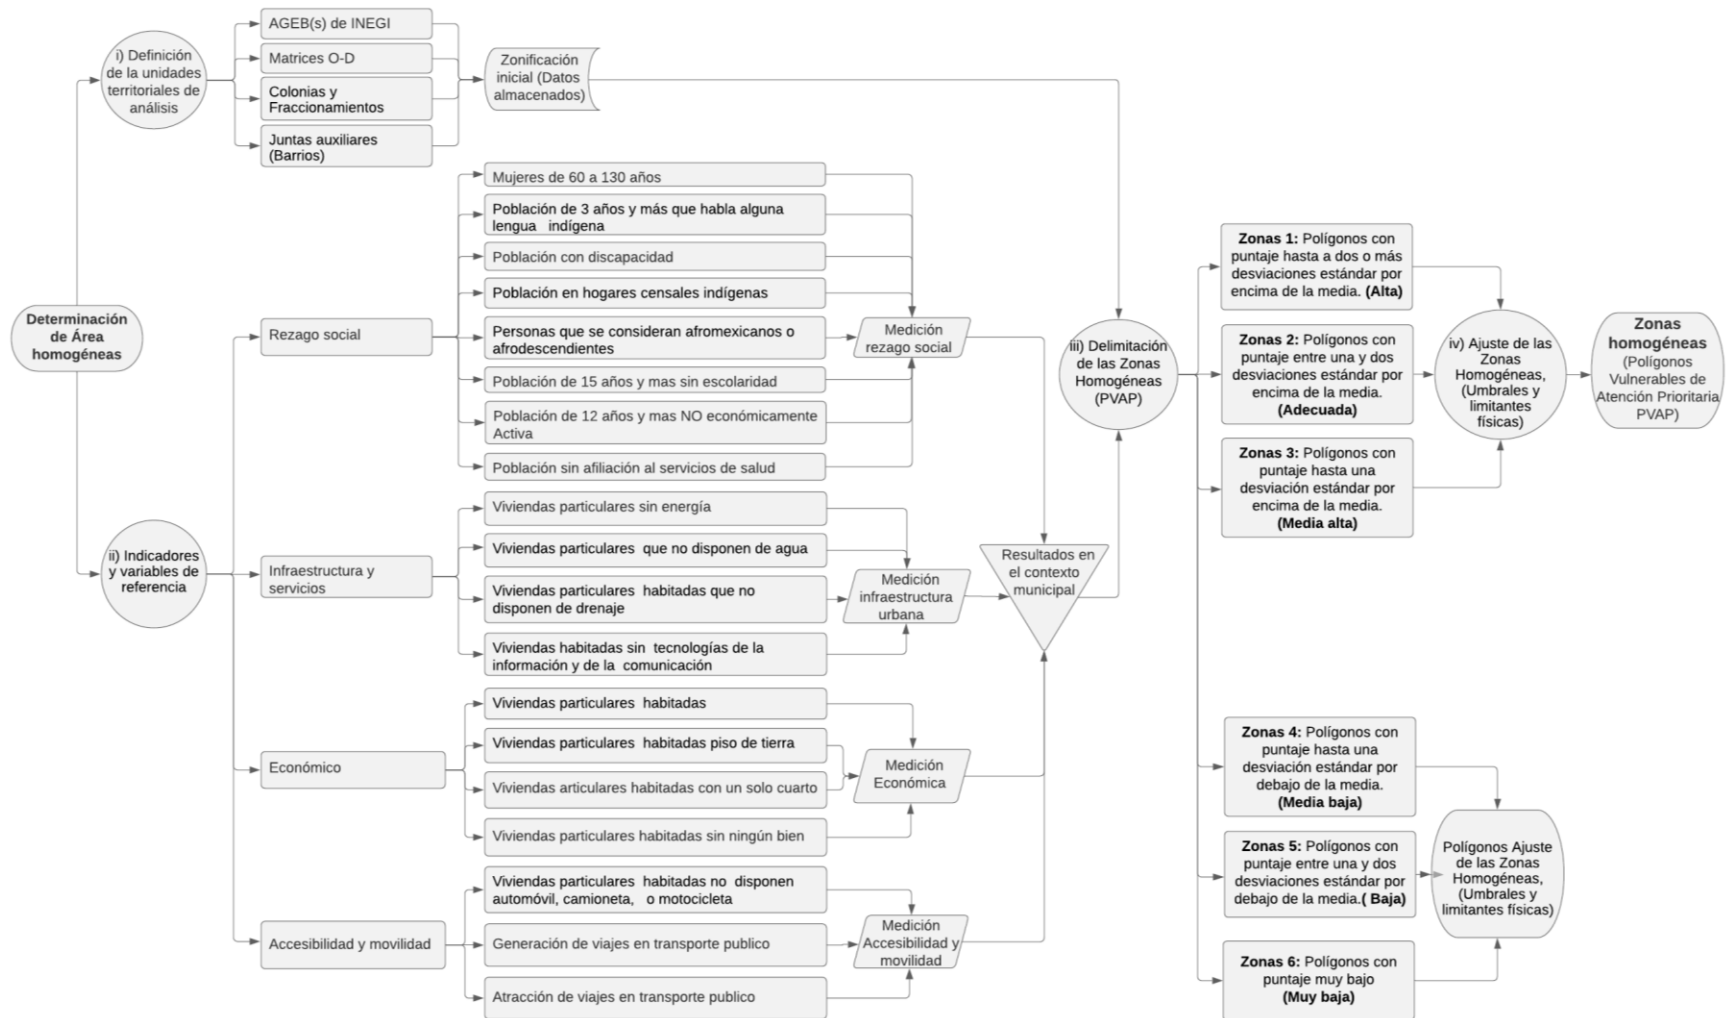 Determinación
de Área
homogéneas
i) Definición
de la unidades
territoriales de
análisis
AGEB(s) de INEGI
Matrices O-D
Colonias y
Fraccionamientos
Juntas auxiliares
(Barrios)
Zonificación
inicial (Datos
almacenados)
ii) Indicadores
y variables de
referencia
Rezago social
Mujeres de 60 a 130 años
Población de 3 años y más que habla alguna
lengua indígena
Población con discapacidad
Población en hogares censales indígenas
Personas que se consideran afromexicanos o
afrodescendientes
Población de 15 años y mas sin escolaridad
Población de 12 años y mas NO económicamente
Activa
Población sin afiliación al servicios de salud
Medición
rezago social
Infraestructura y
servicios
Viviendas particulares sin energía
Viviendas particulares que no disponen de agua
Viviendas particulares habitadas que no
disponen de drenaje
Viviendas habitadas sin tecnologías de la
información y de la comunicación
Medición
infraestructura
urbana
Económico
Viviendas particulares habitadas
Viviendas particulares habitadas piso de tierra
Viviendas articulares habitadas con un solo cuarto
Viviendas particulares habitadas sin ningún bien
Medición
Económica
Accesibilidad y movilidad
Viviendas particulares habitadas no disponen
automóvil, camioneta, o motocicleta
Generación de viajes en transporte publico
Atracción de viajes en transporte publico
Medición
Accesibilidad y
movilidad
Resultados en
el contexto
municipal
iii) Delimitación
de las Zonas
Homogéneas
(PVAP)
Zonas 1: Polígonos con
puntaje hasta a dos o más
desviaciones estándar por
encima de la media. (Alta)
Zonas 2: Polígonos con
puntaje entre una y dos
desviaciones estándar por
encima de la media.
(Adecuada)
Zonas 3: Polígonos con
puntaje hasta una
desviación estándar por
encima de la media.
(Media alta)
iv) Ajuste de las
Zonas
Homogéneas,
(Umbrales y
limitantes
físicas)
Zonas
homogéneas
(Polígonos
Vulnerables de
Atención Prioritaria
PVAP)
Zonas 4: Polígonos con
puntaje hasta una
desviación estándar por
debajo de la media.
(Media baja)
Zonas 5: Polígonos con
puntaje entre una y dos
desviaciones estándar por
debajo de la media.( Baja)
Zonas 6: Polígonos con
puntaje muy bajo
(Muy baja)
Polígonos Ajuste
de las Zonas
Homogéneas,
(Umbrales y
limitantes físicas)